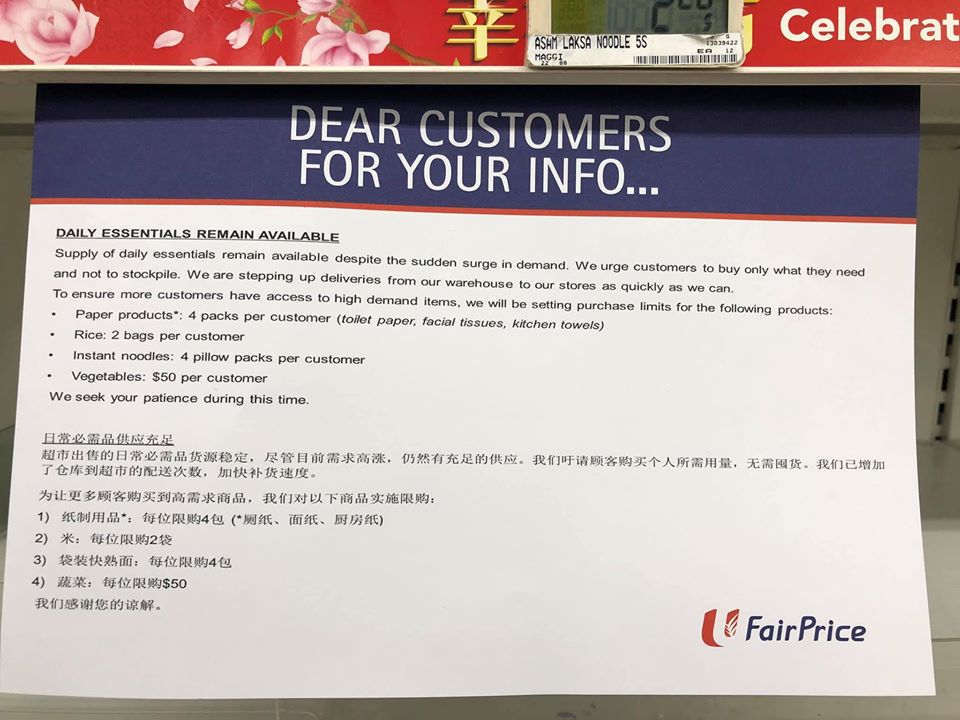 Celebrat
辛
ASAM LAKSA NOODLE 5S
MAGGI
EA 12
DEAR CUSTOMERS
FOR YOUR INFO...
DAILY ESSENTIALS REMAIN AVAILABLE
Supply of daily essentials remain available despite the sudden surge in demand. We urge customers to buy only what they need
and not to stockpile. We are stepping up deliveries from our warehouse to our stores as quickly as we can.
To ensure more customers have access to high demand items, we will be setting purchase limits for the following products:
• Paper products*: 4 packs per customer (toilet paper, facial tissues, kitchen towels)
• Rice: 2 bags per customer
• Instant noodles: 4 pillow packs per customer
• Vegetables: $50 per customer
We seek your patience during this time.
日常必需品供应充足
超市出售的日常必需品货源稳定，尽管目前需求高涨，仍然有充足的供应。我们吁请顾客购买个人所需用量，无需囤货。我们已增加
了仓库到超市的配送次数，加快补货速度。
为让更多顾客购买到高需求商品，我们对以下商品实施限购：
1) 纸制用品*：每位限购4包 (*厕纸、面纸、厨房纸)
2) 米：每位限购2袋
3) 袋装快熟面：每位限购4包
4) 蔬菜：每位限购$50
我们感谢您的谅解。
FairPrice